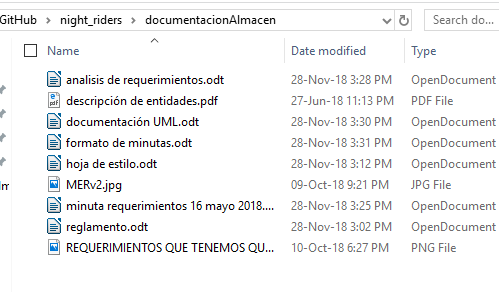 GitHub > night_riders > documentacionAlmacen
Search do...
Name Date modified Type
analisis de requerimientos.odt 28-Nov-18 3:28 PM OpenDocument
descripción de entidades.pdf 27-Jun-18 11:13 PM PDF File
documentación UML.odt 28-Nov-18 3:30 PM OpenDocument
formato de minutas.odt 28-Nov-18 3:31 PM OpenDocument
hoja de estilo.odt 28-Nov-18 3:12 PM OpenDocument
MERv2.jpg 09-Oct-18 9:21 PM JPG File
minuta requerimientos 16 mayo 2018.... 28-Nov-18 3:25 PM OpenDocument
reglamento.odt 28-Nov-18 3:02 PM OpenDocument
REQUERIMIENTOS QUE TENEMOS QU... 10-Oct-18 6:27 PM PNG File